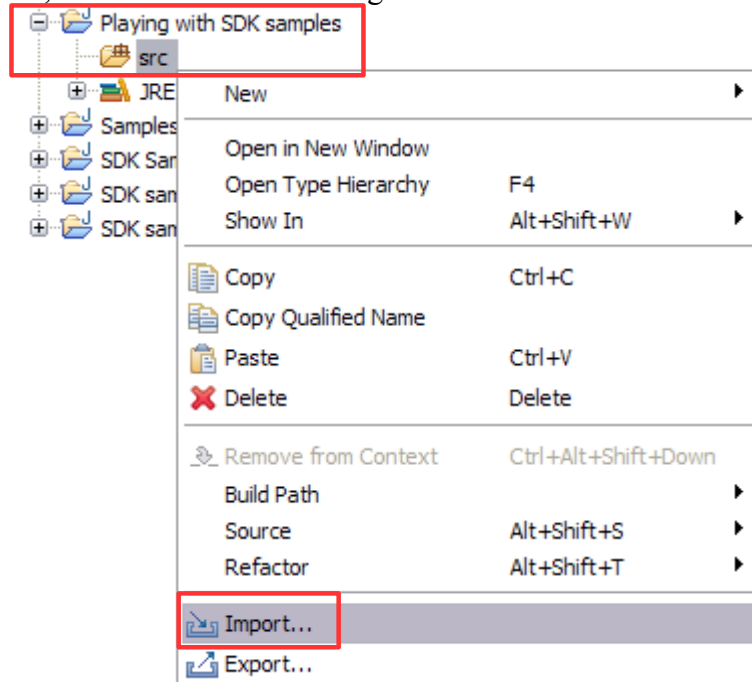 Playing with SDK samples
src
JRE
New
Samples
SDK Sar
Open in New Window
SDK san
Open Type Hierarchy F4
SDK san
Show In Alt+Shift+W
Copy Ctrl+C
Copy Qualified Name
Paste Ctrl+V
Delete Delete
Remove from Context Ctrl+Alt+Shift+Down
Build Path
Source Alt+Shift+S
Refactor Alt+Shift+T
Import...
Export...